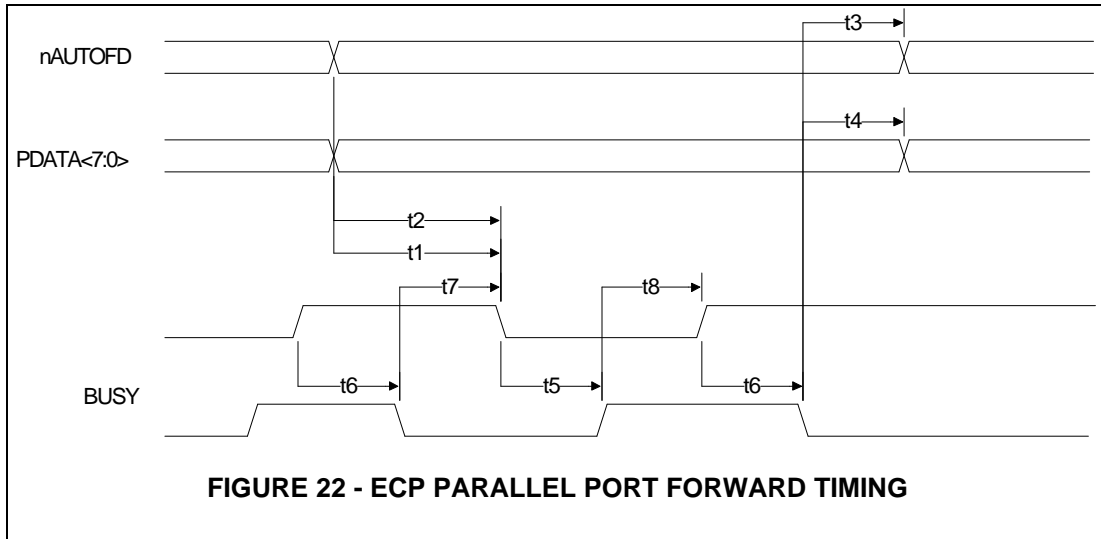 t3
nAUTOFD
t4
PDATA<7:0>
t2
t1
t7
t8
t6
t5
t6
BUSY
FIGURE 22 - ECP PARALLEL PORT FORWARD TIMING